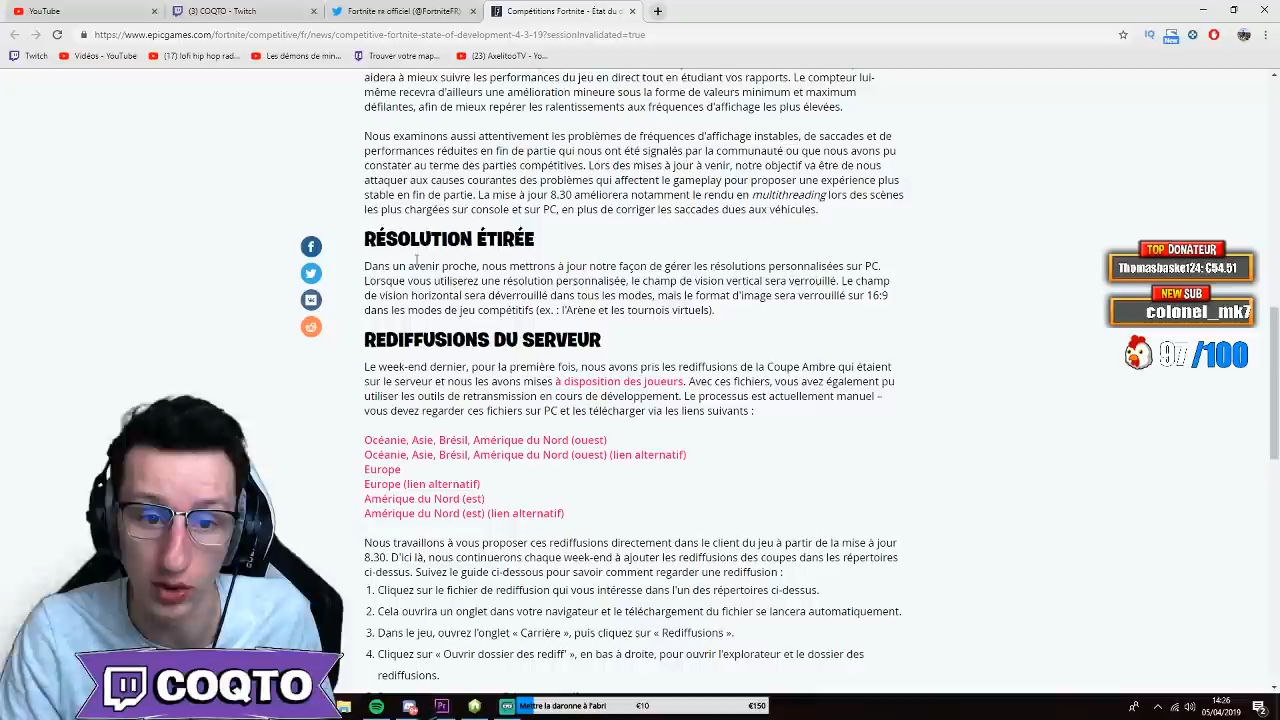 YouTube
(3) COQTO - Twitch
Fortnite ra officiel (@FortniteFR)
Compétitions Fortnite - État du d
https://www.epicgames.com/fortnite/competitive/fr/news/competitive-fortnite-state-of-development-4-3-19?sessionInvalidated=true
Twitch
Vidéos - YouTube
(17) lofi hip hop rad...
Les démons de min...
Trouver votre map...
(23) AxelitooTV - Yo...
aidera à mieux suivre les performances du jeu en direct tout en étudiant vos rapports. Le compteur lui-
même recevra d'ailleurs une amélioration mineure sous la forme de valeurs minimum et maximum
défilantes, afin de mieux repérer les ralentissements aux fréquences d'affichage les plus élevées.
Nous examinons aussi attentivement les problèmes de fréquences d'affichage instables, de saccades et de
performances réduites en fin de partie qui nous ont été signalés par la communauté ou que nous avons pu
constater au terme des parties compétitives. Lors des mises à jour à venir, notre objectif va être de nous
attaquer aux causes courantes des problèmes qui affectent le gameplay pour proposer une expérience plus
stable en fin de partie. La mise à jour 8.30 améliorera notamment le rendu en multithreading lors des scènes
les plus chargées sur console et sur PC, en plus de corriger les saccades dues aux véhicules.
RÉSOLUTION ÉTIRÉE
Dans un avenir proche, nous mettrons à jour notre façon de gérer les résolutions personnalisées sur PC.
Lorsque vous utiliserez une résolution personnalisée, le champ de vision vertical sera verrouillé. Le champ
de vision horizontal sera déverrouillé dans tous les modes, mais le format d'image sera verrouillé sur 16:9
dans les modes de jeu compétitifs (ex. : l'Arène et les tournois virtuels).
REDIFFUSIONS DU SERVEUR
Le week-end dernier, pour la première fois, nous avons pris les rediffusions de la Coupe Ambre qui étaient
sur le serveur et nous les avons mises à disposition des joueurs. Avec ces fichiers, vous avez également pu
utiliser les outils de retransmission en cours de développement. Le processus est actuellement manuel –
vous devez regarder ces fichiers sur PC et les télécharger via les liens suivants :
Océanie, Asie, Brésil, Amérique du Nord (ouest)
Océanie, Asie, Brésil, Amérique du Nord (ouest) (lien alternatif)
Europe
Europe (lien alternatif)
Amérique du Nord (est)
Amérique du Nord (est) (lien alternatif)
Nous travaillons à vous proposer ces rediffusions directement dans le client du jeu à partir de la mise à jour
8.30. D'ici là, nous continuerons chaque week-end à ajouter les rediffusions des coupes dans les répertoires
ci-dessus. Suivez le guide ci-dessous pour savoir comment regarder une rediffusion :
1. Cliquez sur le fichier de rediffusion qui vous intéresse dans l'un des répertoires ci-dessus.
2. Cela ouvrira un onglet dans votre navigateur et le téléchargement du fichier se lancera automatiquement.
3. Dans le jeu, ouvrez l'onglet « Carrière », puis cliquez sur « Rediffusions ».
4. Cliquez sur « Ouvrir dossier des rediff' », en bas à droite, pour ouvrir l'explorateur et le dossier des
rediffusions.
TOP DONATEUR
Thomasbasket24: €54.51
NEW SUB
colonel_mk7
97/100
COQTO
Mettre la daronne à l'abri €10 €150
14:26
05/04/2019